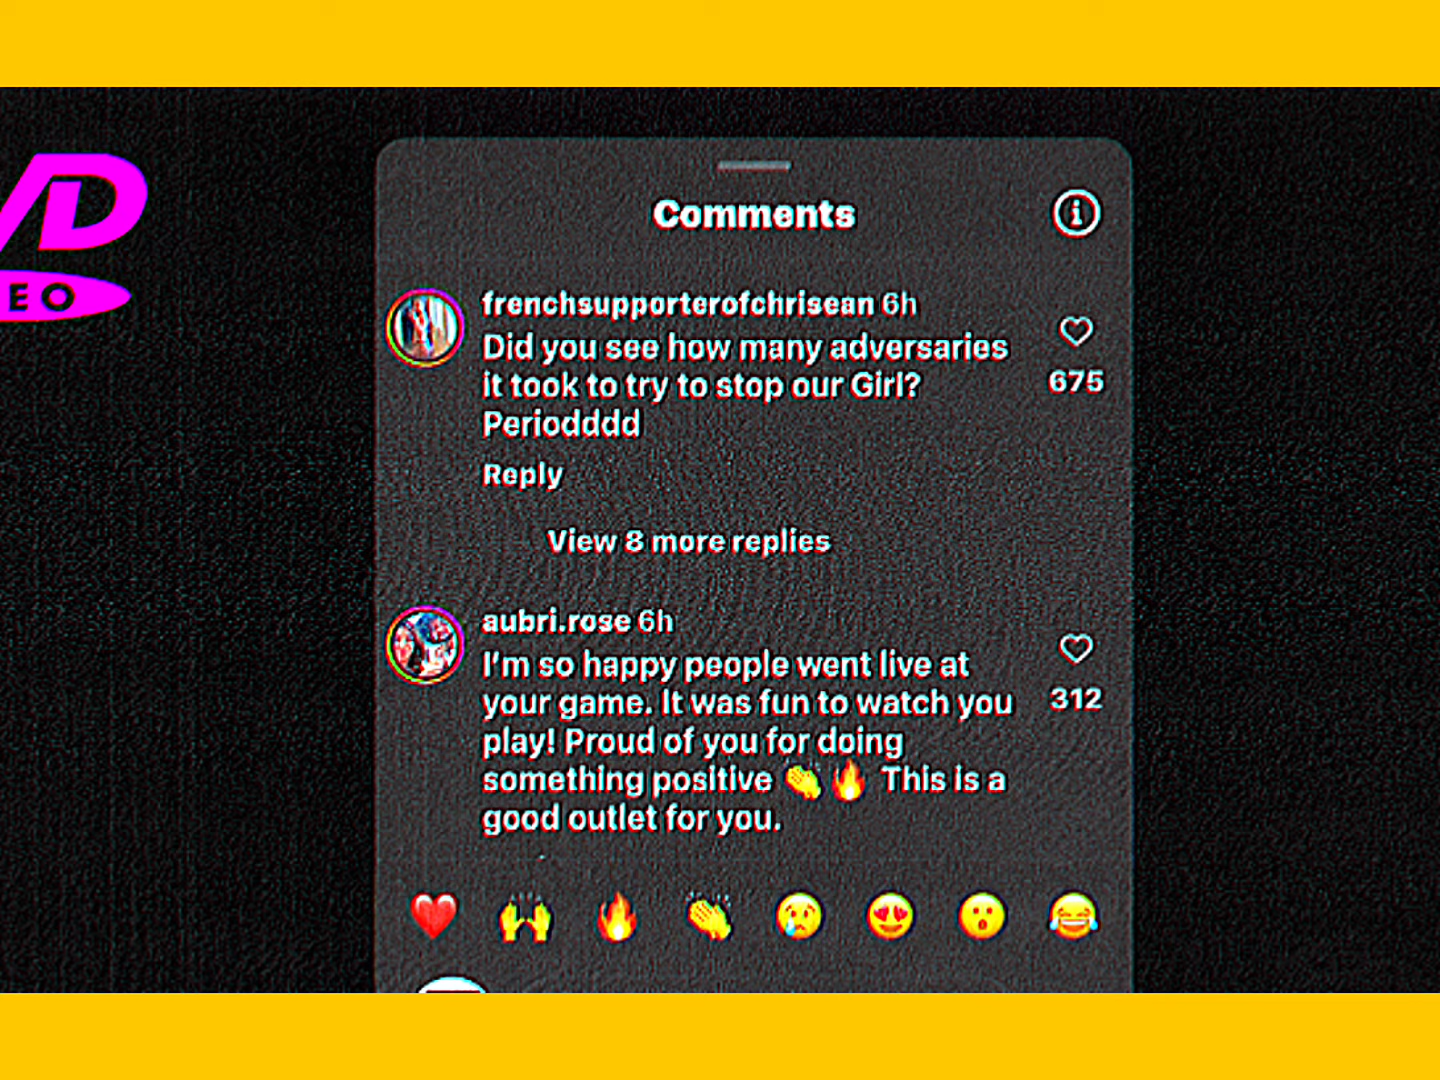 VD
EO
Comments
frenchsupporterofchrisean 6h
Did you see how many adversaries
it took to try to stop our Girl?
Periodddd
675
Reply
View 8 more replies
aubri.rose 6h
I'm so happy people went live at
your game. It was fun to watch you
play! Proud of you for doing
something positive 👏🔥 This is a
good outlet for you.
312